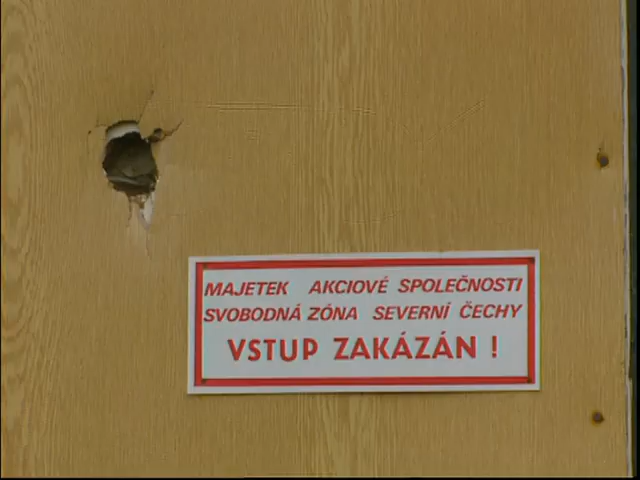 MAJETEK AKCIOVÉ SPOLEČNOSTI
SVOBODNÁ ZÓNA SEVERNÍ ČECHY
VSTUP ZAKÁZÁN !